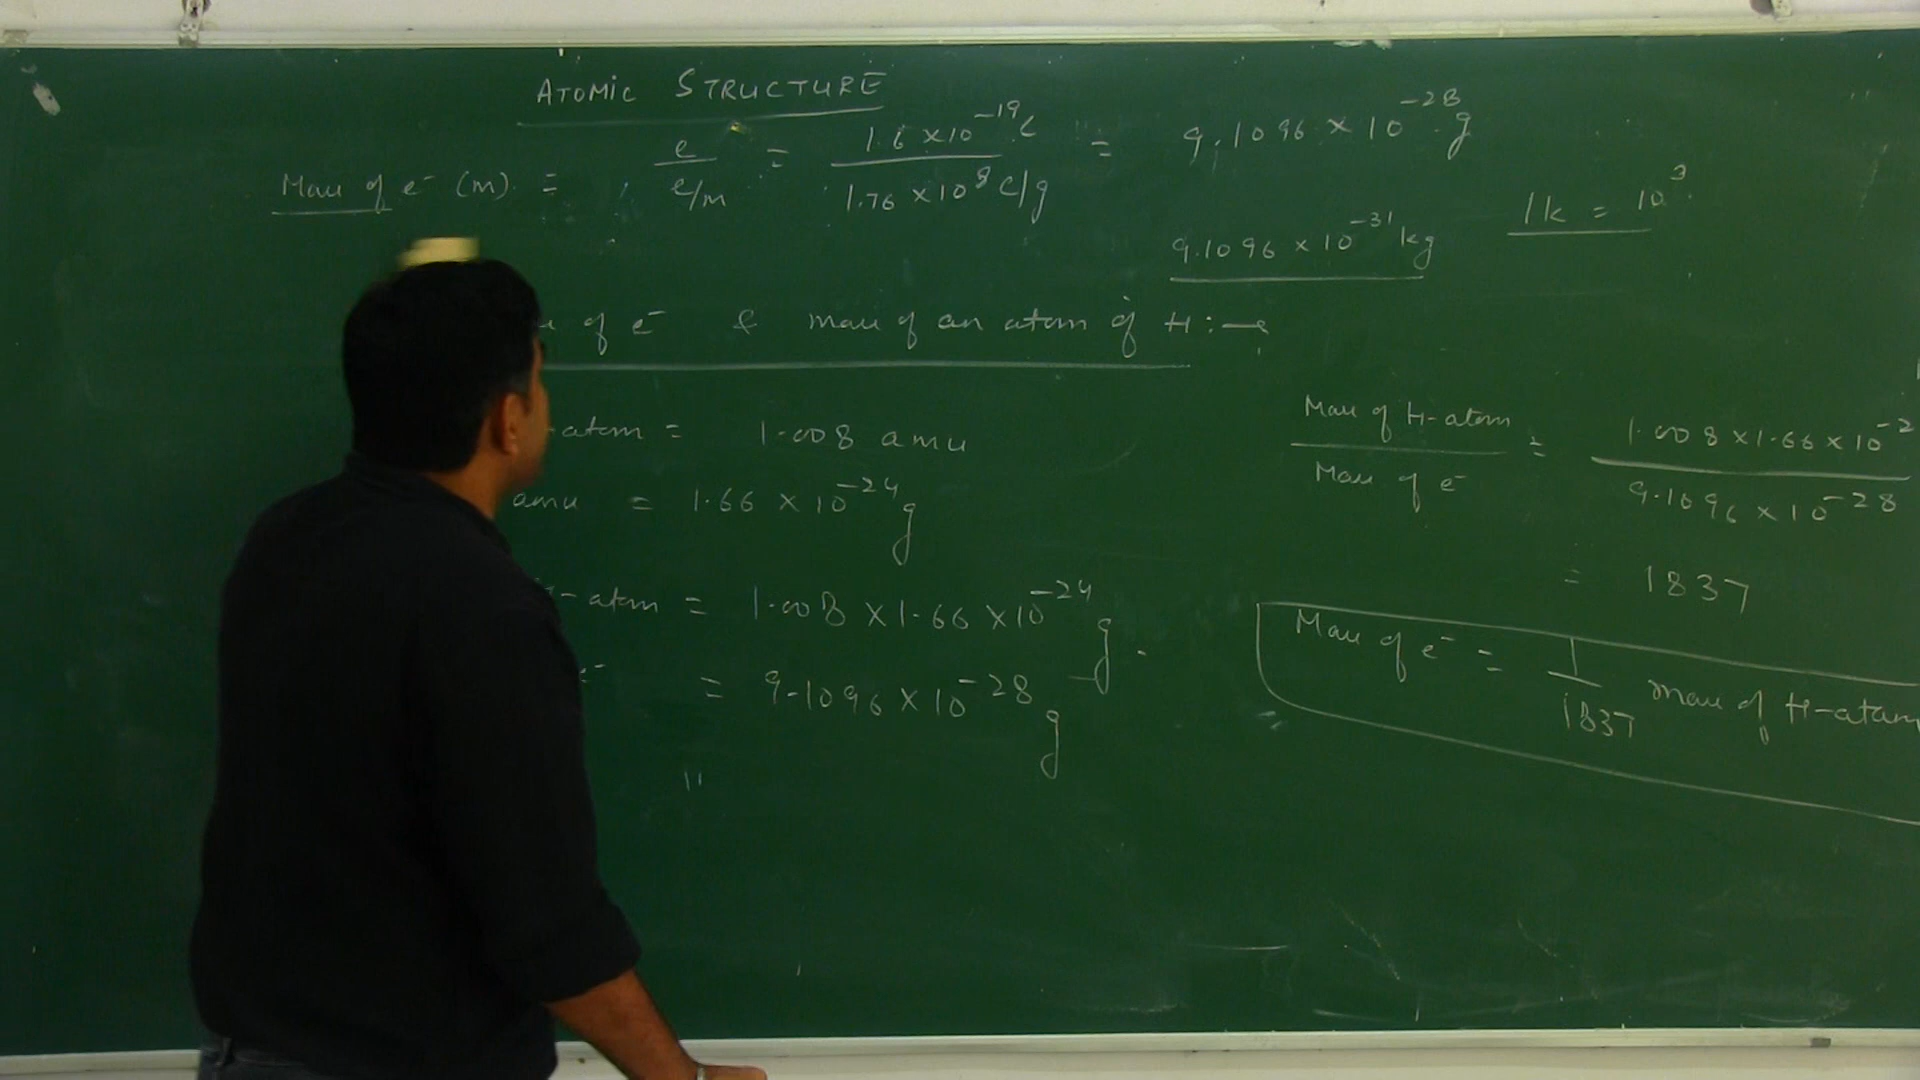 ATOMIC STRUCTURE
Mass of e⁻ (m) = e / e/m = 1.6 × 10⁻¹⁹ C / 1.76 × 10⁸ C/g = 9.1096 × 10⁻²⁸ g
9.1096 × 10⁻³¹ kg
1k = 10³
of e⁻ & mass of an atom of H :→
-atom = 1.008 amu
amu = 1.66 × 10⁻²⁴ g
H-atom = 1.008 × 1.66 × 10⁻²⁴ g.
e⁻ = 9.1096 × 10⁻²⁸ g
Mass of H-atom / Mass of e⁻ = 1.008 × 1.66 × 10⁻² / 9.1096 × 10⁻²⁸
= 1837
Mass of e⁻ = 1/1837 mass of H-atom